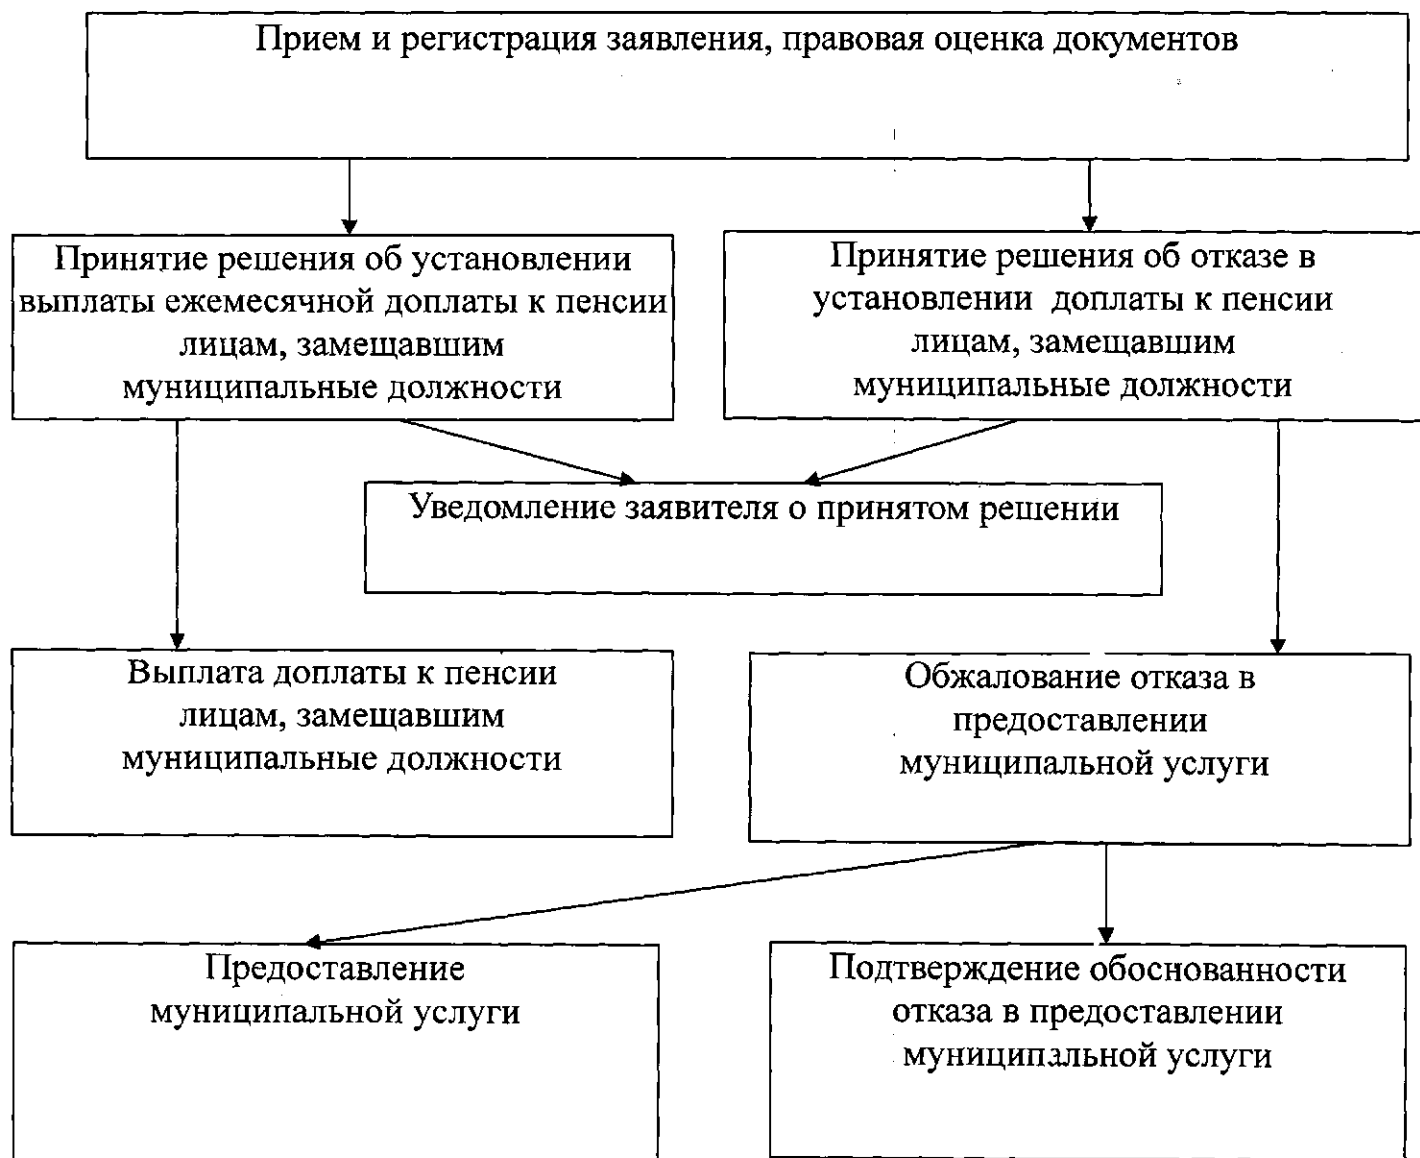 Прием и регистрация заявления, правовая оценка документов
Принятие решения об установлении
выплаты ежемесячной доплаты к пенсии
лицам, замещавшим
муниципальные должности
Принятие решения об отказе в
установлении доплаты к пенсии
лицам, замещавшим
муниципальные должности
Уведомление заявителя о принятом решении
Выплата доплаты к пенсии
лицам, замещавшим
муниципальные должности
Обжалование отказа в
предоставлении
муниципальной услуги
Предоставление
муниципальной услуги
Подтверждение обоснованности
отказа в предоставлении
муниципальной услуги